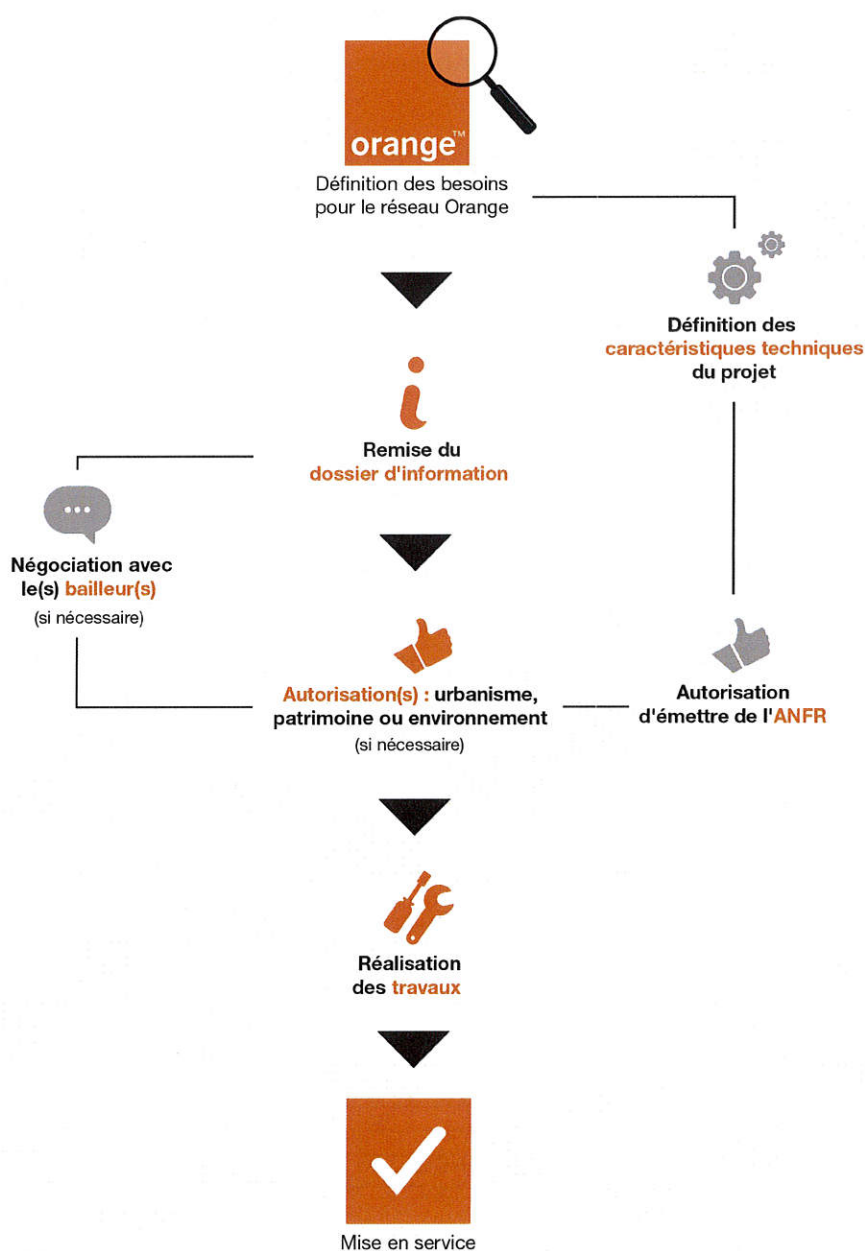 orange™
Définition des besoins
pour le réseau Orange
Définition des
caractéristiques techniques
du projet
Remise du
dossier d'information
Négociation avec
le(s) bailleur(s)
(si nécessaire)
Autorisation(s) : urbanisme,
patrimoine ou environnement
(si nécessaire)
Autorisation
d'émettre de l'ANFR
Réalisation
des travaux
Mise en service